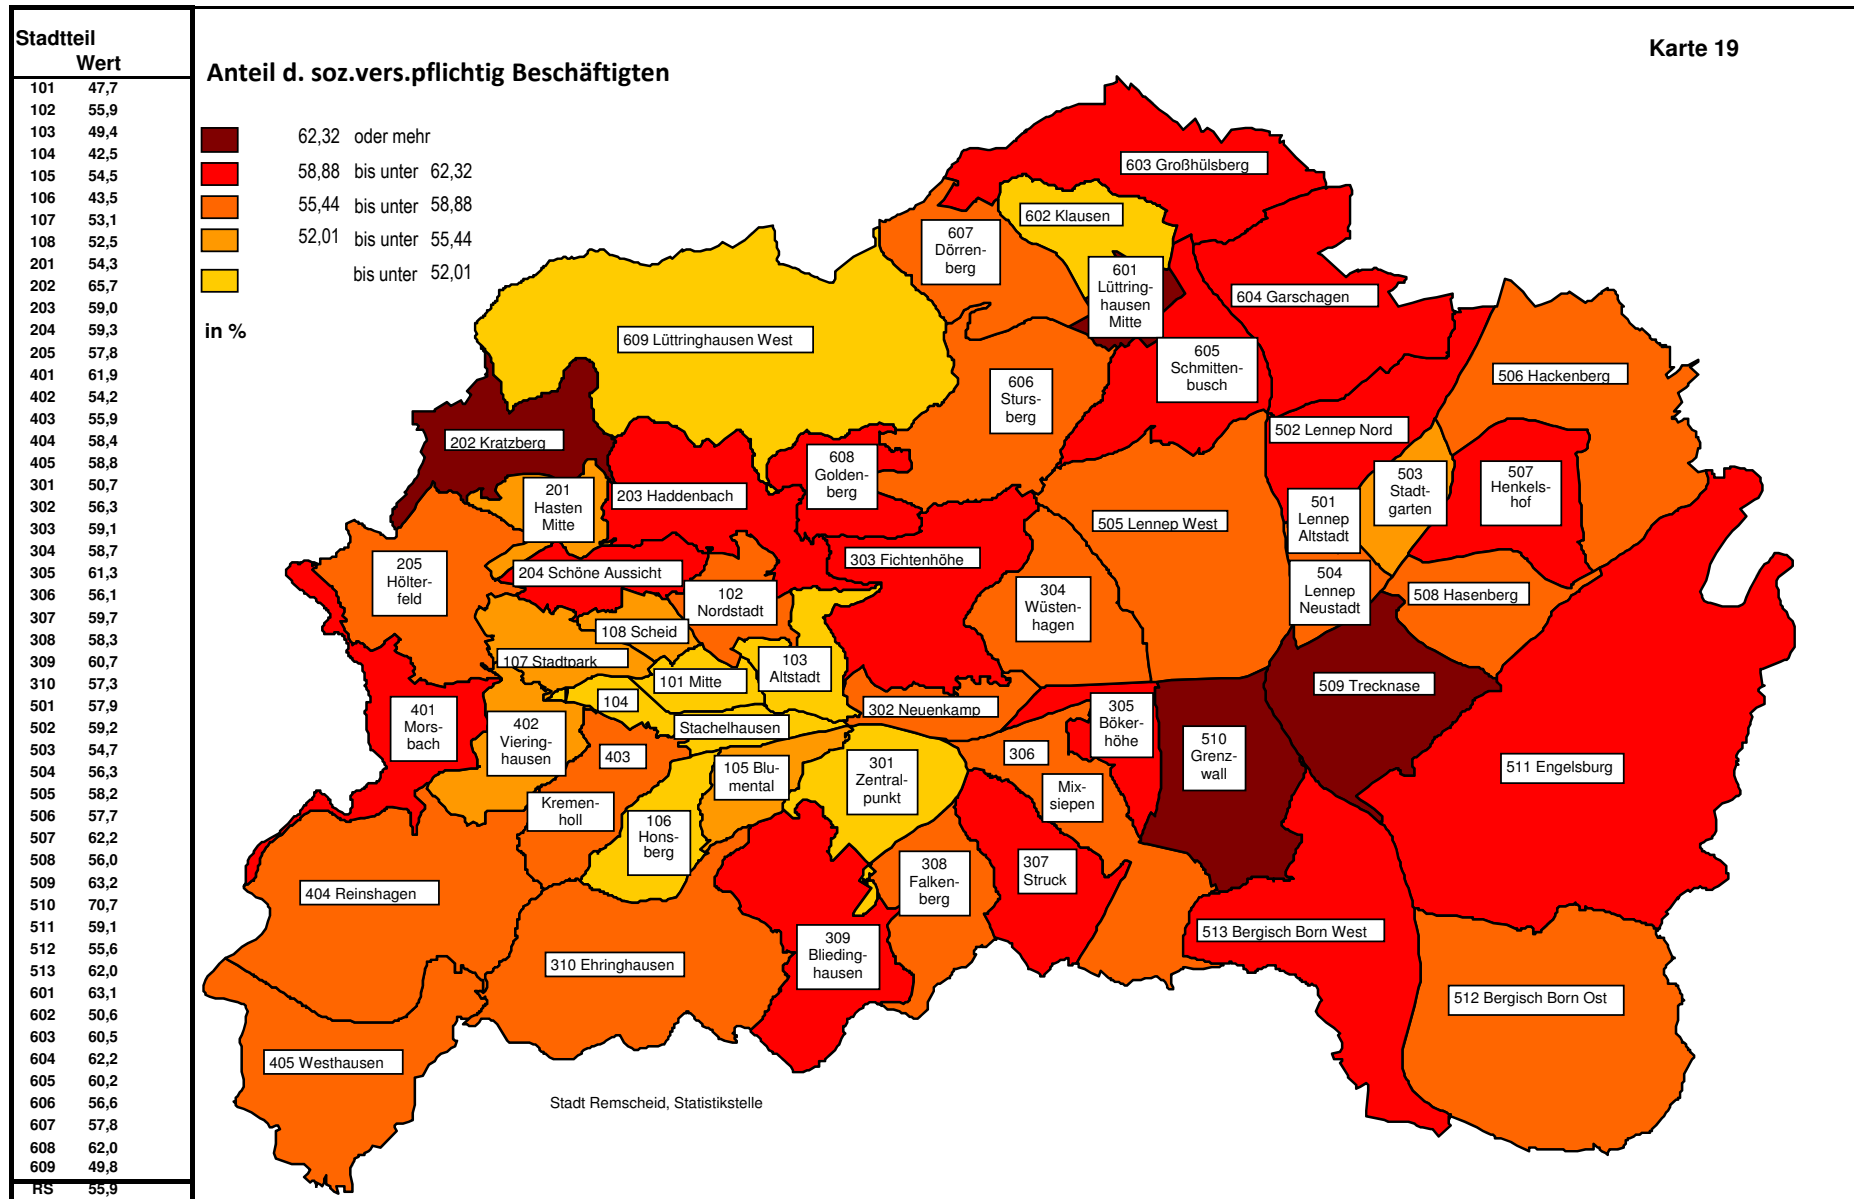 Stadtteil
Wert
101 47,7
102 55,9
103 49,4
104 42,5
105 54,5
106 43,5
107 53,1
108 52,5
201 54,3
202 65,7
203 59,0
204 59,3
205 57,8
401 61,9
402 54,2
403 55,9
404 58,4
405 58,8
301 50,7
302 56,3
303 59,1
304 58,7
305 61,3
306 56,1
307 59,7
308 58,3
309 60,7
310 57,3
501 57,9
502 59,2
503 54,7
504 56,3
505 58,2
506 57,7
507 62,2
508 56,0
509 63,2
510 70,7
511 59,1
512 55,6
513 62,0
601 63,1
602 50,6
603 60,5
604 62,2
605 60,2
606 56,6
607 57,8
608 62,0
609 49,8
RS 55,9
Karte 19
Anteil d. soz.vers.pflichtig Beschäftigten
62,32 oder mehr
58,88 bis unter 62,32
55,44 bis unter 58,88
52,01 bis unter 55,44
bis unter 52,01
in %
603 Großhülsberg
602 Klausen
607
Dörren-
berg
601
Lüttring-
hausen
Mitte
604 Garschagen
609 Lüttringhausen West
605
Schmitten-
busch
606
Sturs-
berg
506 Hackenberg
202 Kratzberg
502 Lennep Nord
608
Golden-
berg
201
Hasten
Mitte
203 Haddenbach
503
Stadt-
garten
507
Henkels-
hof
501
Lennep
Altstadt
505 Lennep West
303 Fichtenhöhe
205
Hölter-
feld
204 Schöne Aussicht
102
Nordstadt
304
Wüsten-
hagen
504
Lennep
Neustadt
508 Hasenberg
108 Scheid
107 Stadtpark
103
Altstadt
101 Mitte
509 Trecknase
104
Stachelhausen
302 Neuenkamp
305
Böker-
höhe
401
Mors-
bach
402
Viering-
hausen
403
Kremen-
holl
105 Blu-
mental
301
Zentral-
punkt
306
Mix-
siepen
510
Grenz-
wall
511 Engelsburg
106
Hons-
berg
308
Falken-
berg
307
Struck
404 Reinshagen
309
Blieding-
hausen
513 Bergisch Born West
310 Ehringhausen
512 Bergisch Born Ost
405 Westhausen
Stadt Remscheid, Statistikstelle